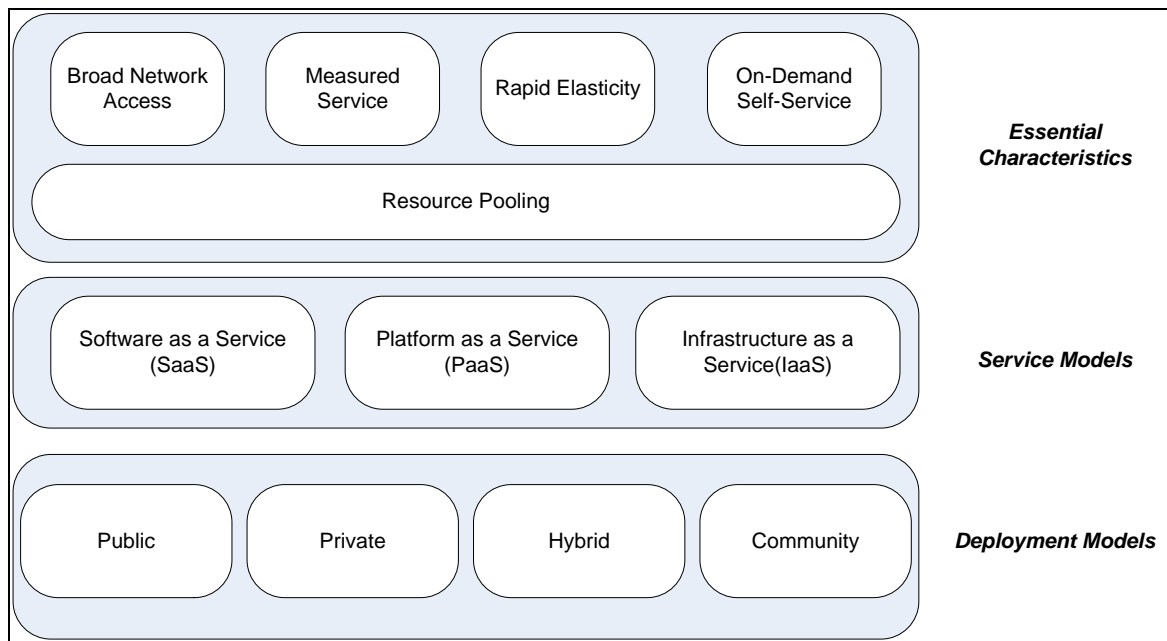 Broad Network
Access
Measured
Service
Rapid Elasticity
On-Demand
Self-Service
Resource Pooling
Essential
Characteristics
Software as a Service
(SaaS)
Platform as a Service
(PaaS)
Infrastructure as a
Service(IaaS)
Service Models
Public
Private
Hybrid
Community
Deployment Models